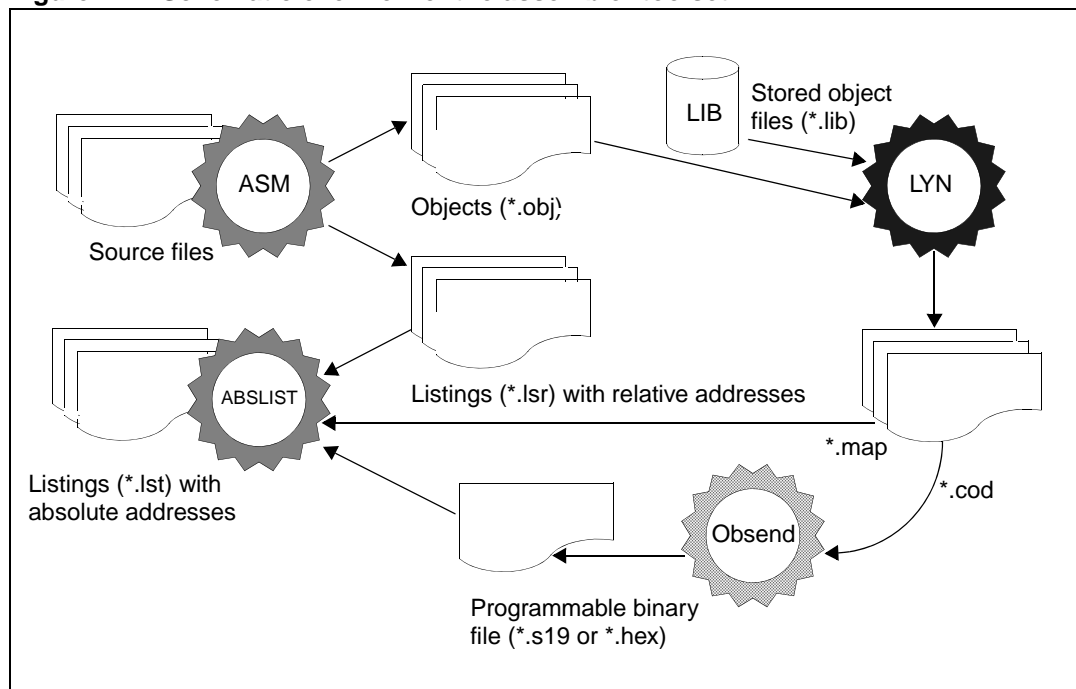 ASM
Source files
Objects (*.obj)
LIB
Stored object
files (*.lib)
LYN
Listings (*.lsr) with relative addresses
ABSLIST
Listings (*.lst) with
absolute addresses
*.map
*.cod
Obsend
Programmable binary
file (*.s19 or *.hex)